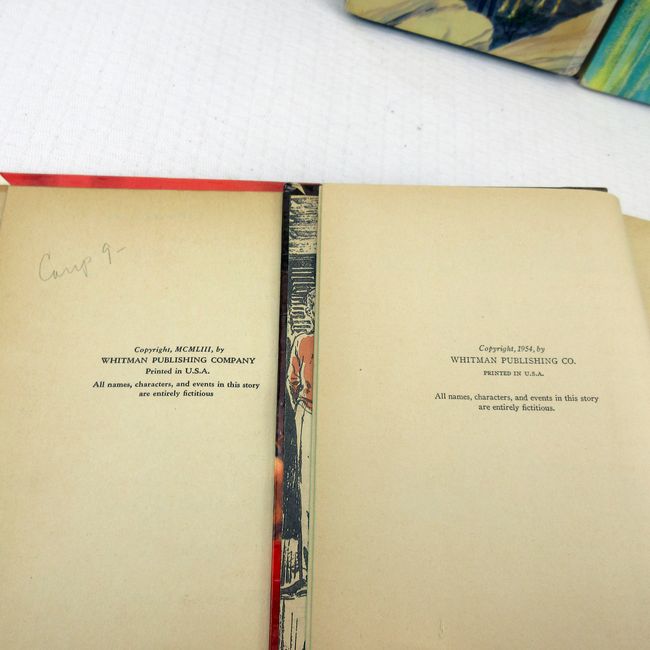 Camp 9-
Copyright, MCMLIII, by
WHITMAN PUBLISHING COMPANY
Printed in U.S.A.
All names, characters, and events in this story
are entirely fictitious
Copyright, 1954, by
WHITMAN PUBLISHING CO.
PRINTED IN U.S.A.
All names, characters, and events in this story
are entirely fictitious.